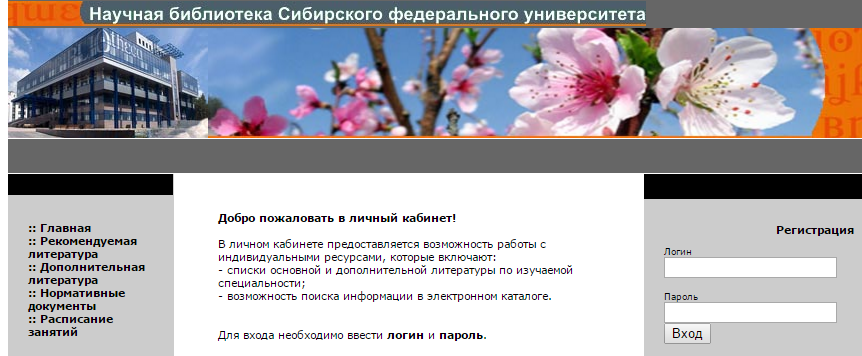 Научная библиотека Сибирского федерального университета
:: Главная
:: Рекомендуемая
литература
:: Дополнительная
литература
:: Нормативные
документы
:: Расписание
занятий
Добро пожаловать в личный кабинет!
В личном кабинете предоставляется возможность работы с
индивидуальными ресурсами, которые включают:
- списки основной и дополнительной литературы по изучаемой
специальности;
- возможность поиска информации в электронном каталоге.
Для входа необходимо ввести логин и пароль.
Регистрация
Логин
Пароль
Вход